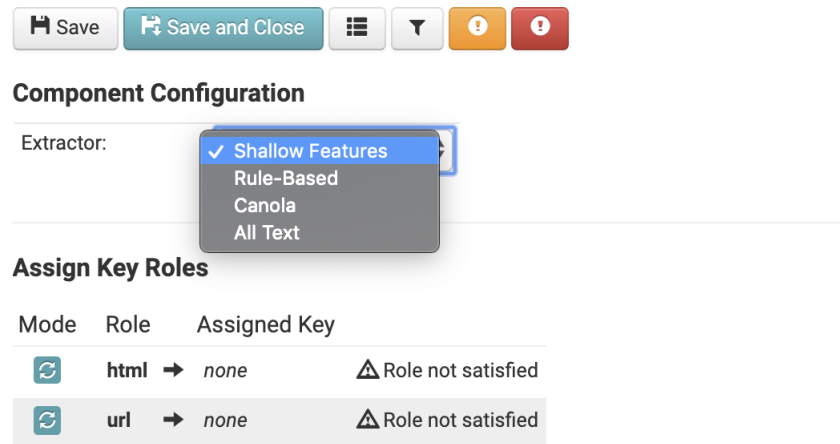 Save Save and Close
Component Configuration
Extractor:
Shallow Features
Rule-Based
Canola
All Text
Assign Key Roles
Mode Role Assigned Key
html none Role not satisfied
url none Role not satisfied